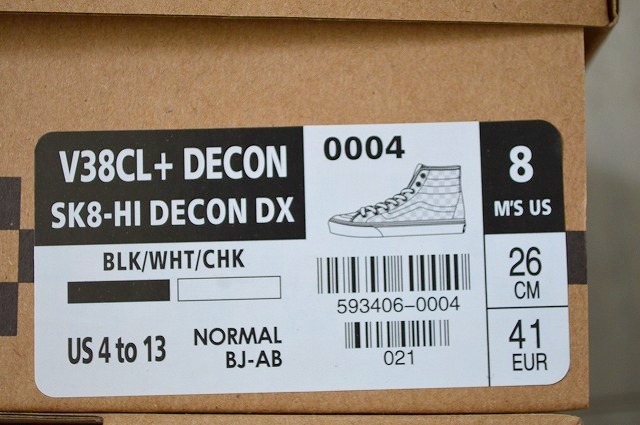 V38CL+ DECON
SK8-HI DECON DX
BLK/WHT/CHK
US 4 to 13
NORMAL
BJ-AB
0004
593406-0004
021
8
M'S US
26
CM
41
EUR